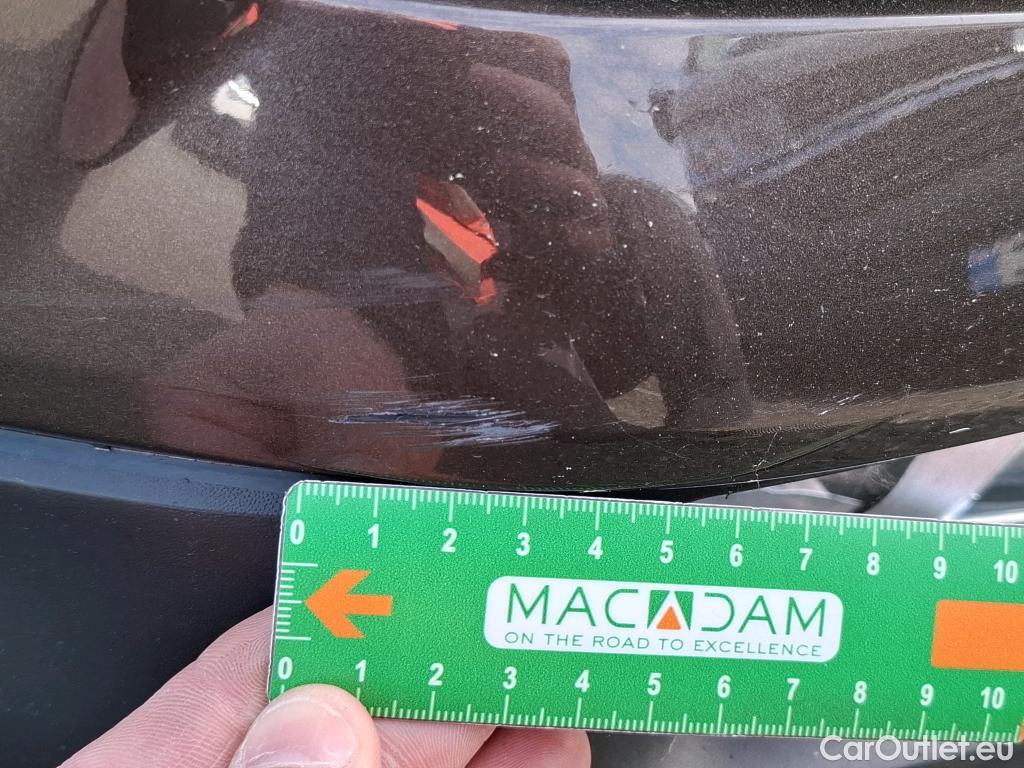 0 1 2 3 4 5 6 7 8 9 10
MACADAM
ON THE ROAD TO EXCELLENCE
0 1 2 3 4 5 6 7 8 9 10
CarOutlet.eu